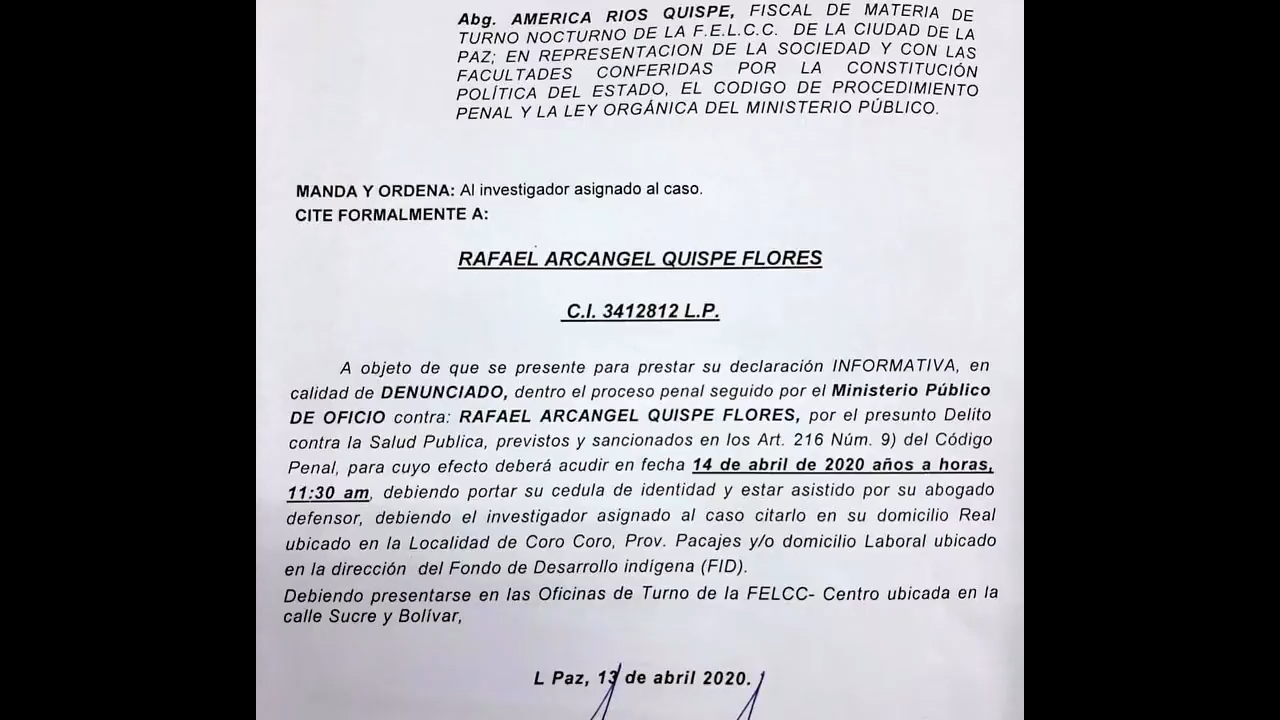 Abg. AMERICA RIOS QUISPE, FISCAL DE MATERIA DE
TURNO NOCTURNO DE LA F.E.L.C.C. DE LA CIUDAD DE LA
PAZ; EN REPRESENTACION DE LA SOCIEDAD Y CON LAS
FACULTADES CONFERIDAS POR LA CONSTITUCIÓN
POLÍTICA DEL ESTADO, EL CODIGO DE PROCEDIMIENTO
PENAL Y LA LEY ORGÁNICA DEL MINISTERIO PÚBLICO.
MANDA Y ORDENA: Al investigador asignado al caso.
CITE FORMALMENTE A:
RAFAEL ARCANGEL QUISPE FLORES
C.I. 3412812 L.P.
A objeto de que se presente para prestar su declaración INFORMATIVA, en
calidad de DENUNCIADO, dentro el proceso penal seguido por el Ministerio Público
DE OFICIO contra: RAFAEL ARCANGEL QUISPE FLORES, por el presunto Delito
contra la Salud Publica, previstos y sancionados en los Art. 216 Núm. 9) del Código
Penal, para cuyo efecto deberá acudir en fecha 14 de abril de 2020 años a horas,
11:30 am, debiendo portar su cedula de identidad y estar asistido por su abogado
defensor, debiendo el investigador asignado al caso citarlo en su domicilio Real
ubicado en la Localidad de Coro Coro, Prov. Pacajes y/o domicilio Laboral ubicado
en la dirección del Fondo de Desarrollo indígena (FID).
Debiendo presentarse en las Oficinas de Turno de la FELCC- Centro ubicada en la
calle Sucre y Bolívar,
L Paz, 13 de abril 2020.